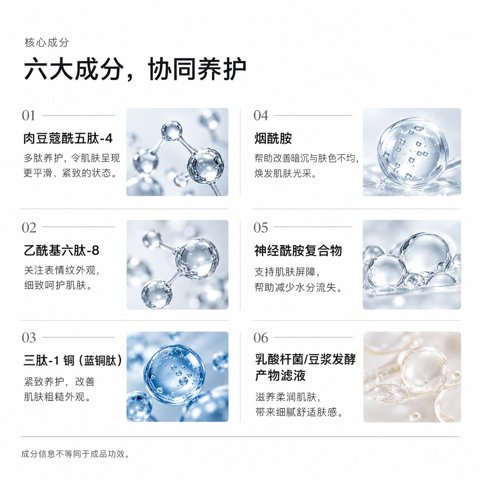 核心成分
六大成分，协同养护
01
肉豆蔻酰五肽-4
多肽养护，令肌肤呈现
更平滑、紧致的状态。
02
乙酰基六肽-8
关注表情纹外观，
细致呵护肌肤。
03
三肽-1 铜（蓝铜肽）
紧致养护，改善
肌肤粗糙外观。
04
烟酰胺
帮助改善暗沉与肤色不均，
焕发肌肤光采。
05
神经酰胺复合物
支持肌肤屏障，
帮助减少水分流失。
06
乳酸杆菌/豆浆发酵
产物滤液
滋养柔润肌肤，
带来细腻舒适肤感。
成分信息不等同于成品功效。